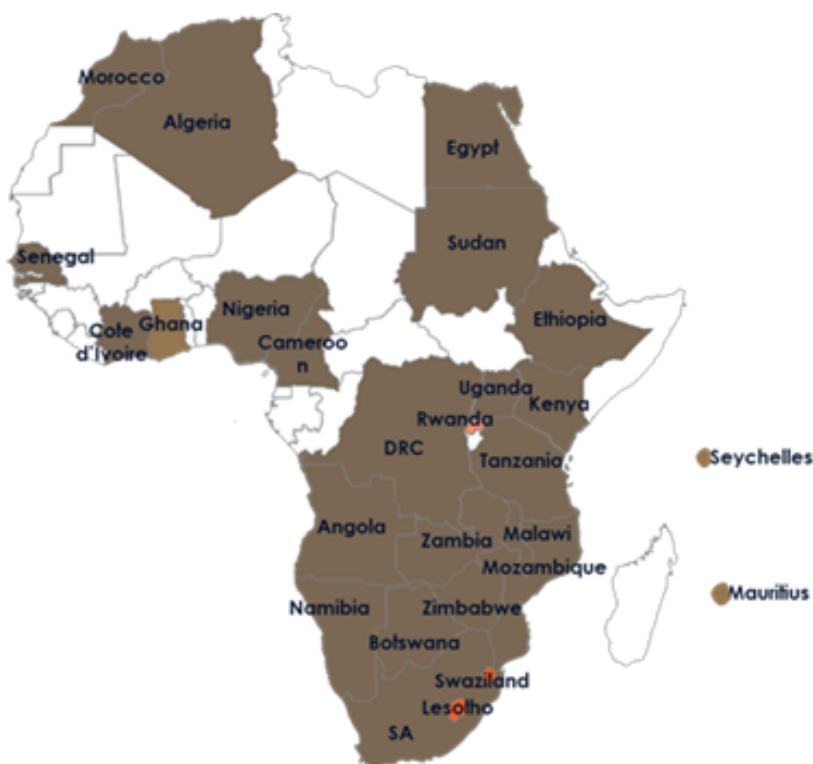 Morocco
Algeria
Egypt
Sudan
Senegal
Nigeria
Ghana
Cote
d'Ivoire
Cameroo
n
Ethiopia
Uganda
Kenya
Rwanda
DRC
Tanzania
Seychelles
Angola
Zambia
Malawi
Mozambique
Mauritius
Namibia
Zimbabwe
Botswana
Swaziland
Lesotho
SA